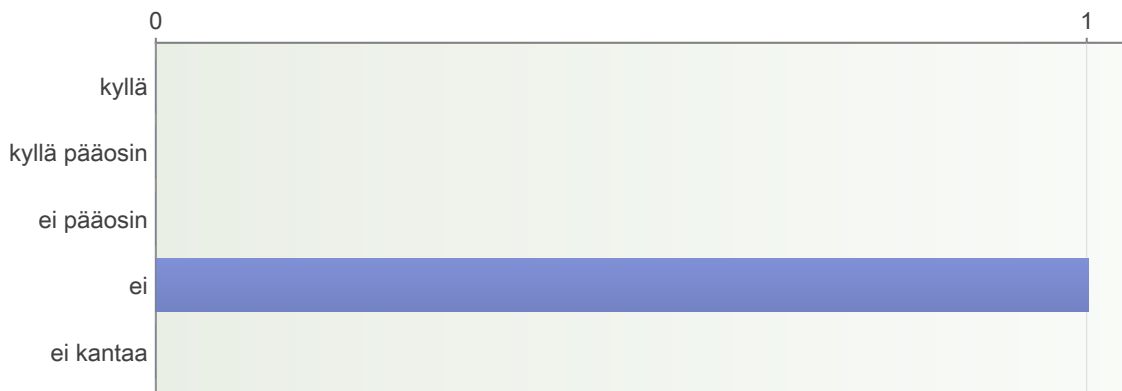 0 1
kyllä
kyllä pääosin
ei pääosin
ei
ei kantaa